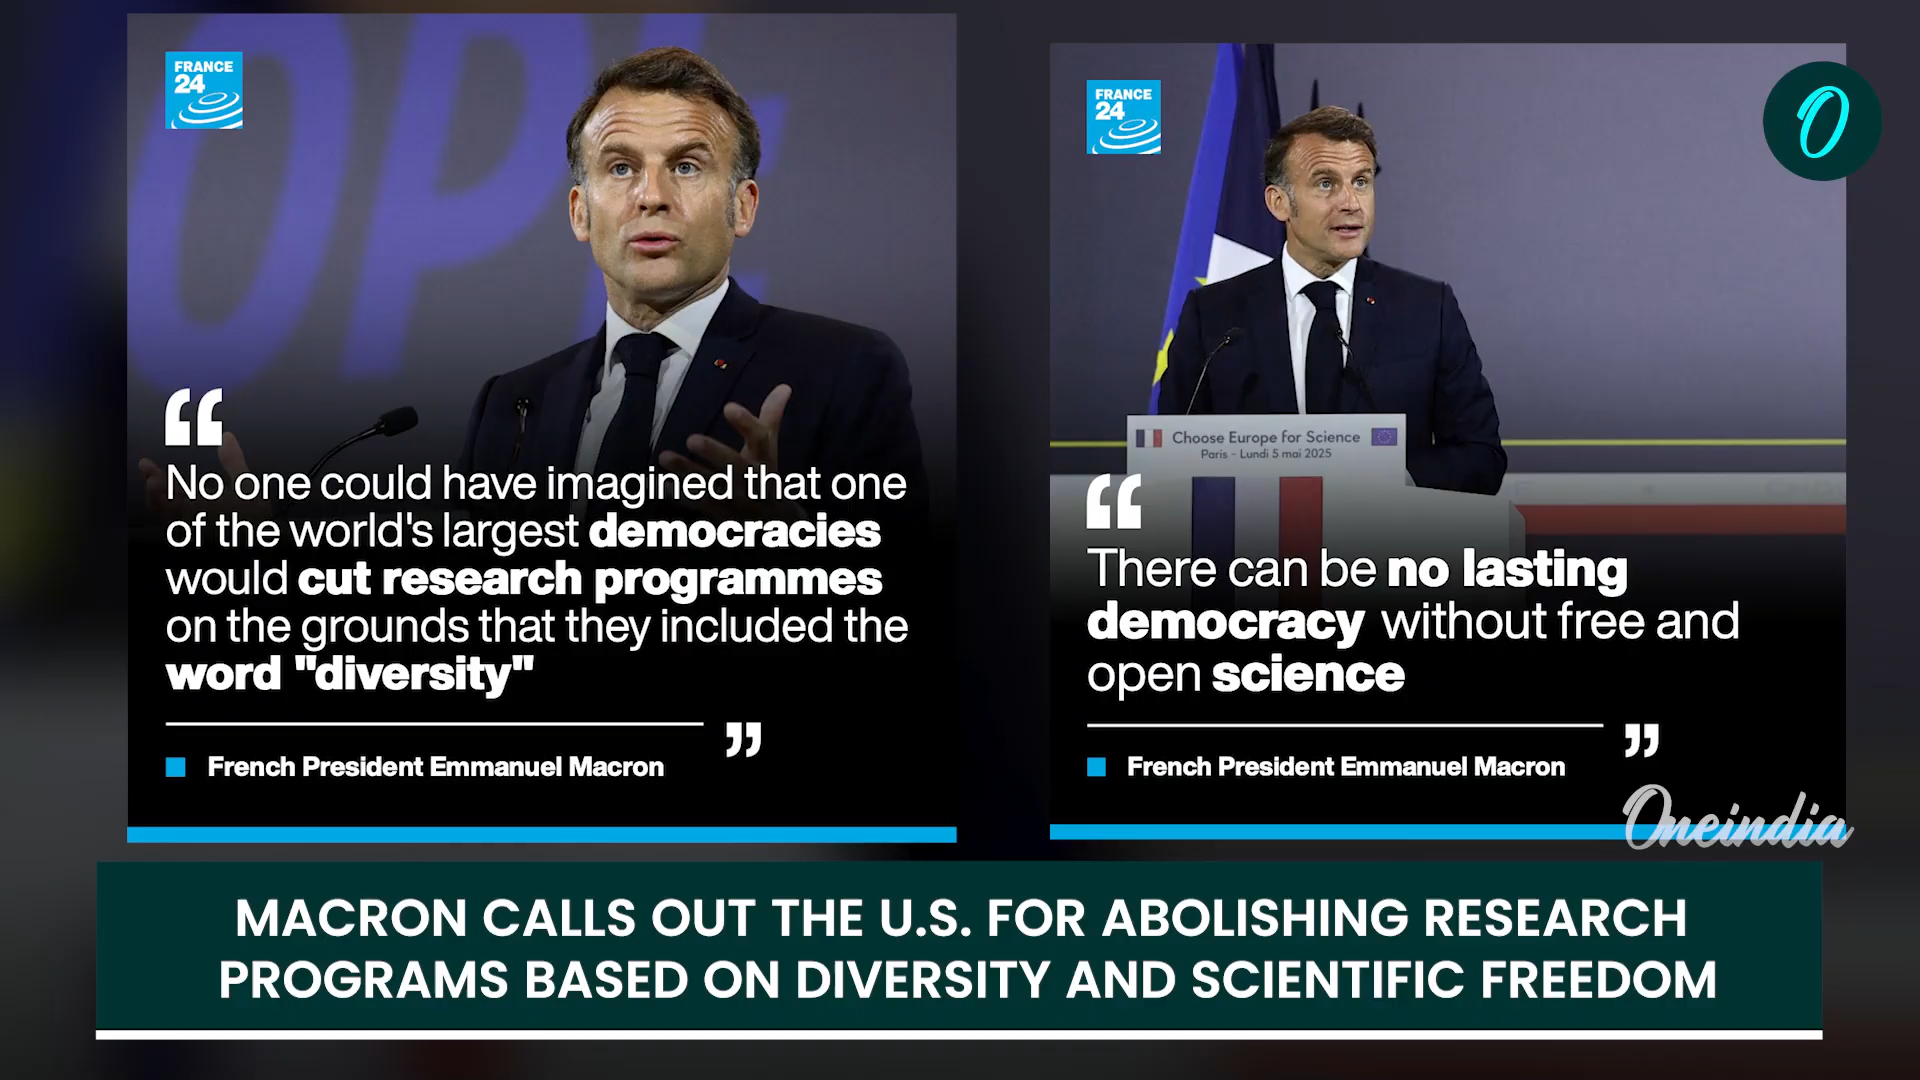 OPE
FRANCE
24
“
No one could have imagined that one
of the world's largest democracies
would cut research programmes
on the grounds that they included the
word "diversity"
”
French President Emmanuel Macron
FRANCE
24
Choose Europe for Science
Paris - Lundi 5 mai 2025
“
There can be no lasting
democracy without free and
open science
”
French President Emmanuel Macron
O
Oneindia
MACRON CALLS OUT THE U.S. FOR ABOLISHING RESEARCH
PROGRAMS BASED ON DIVERSITY AND SCIENTIFIC FREEDOM